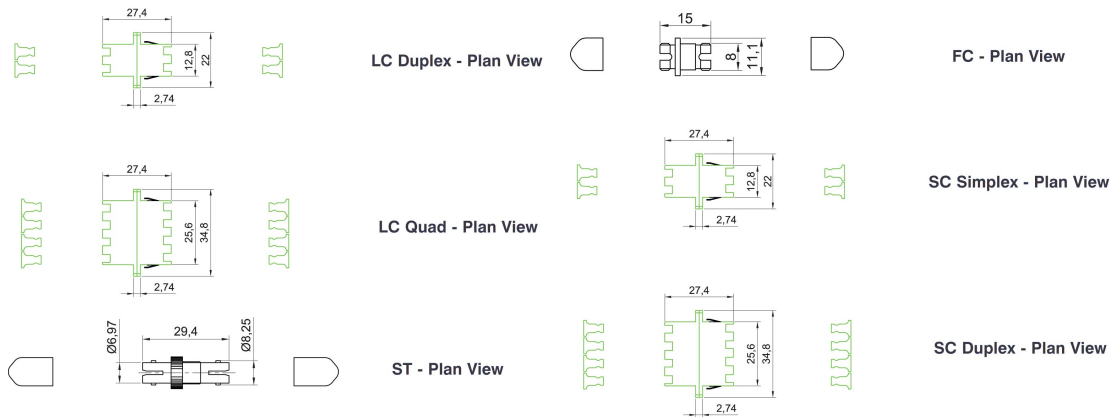 27,4
12,8
22
2,74
LC Duplex - Plan View
27,4
25,6
34,8
2,74
LC Quad - Plan View
Ø6,97
29,4
Ø8,25
ST - Plan View
15
8
11,1
FC - Plan View
27,4
12,8
22
2,74
SC Simplex - Plan View
27,4
25,6
34,8
2,74
SC Duplex - Plan View